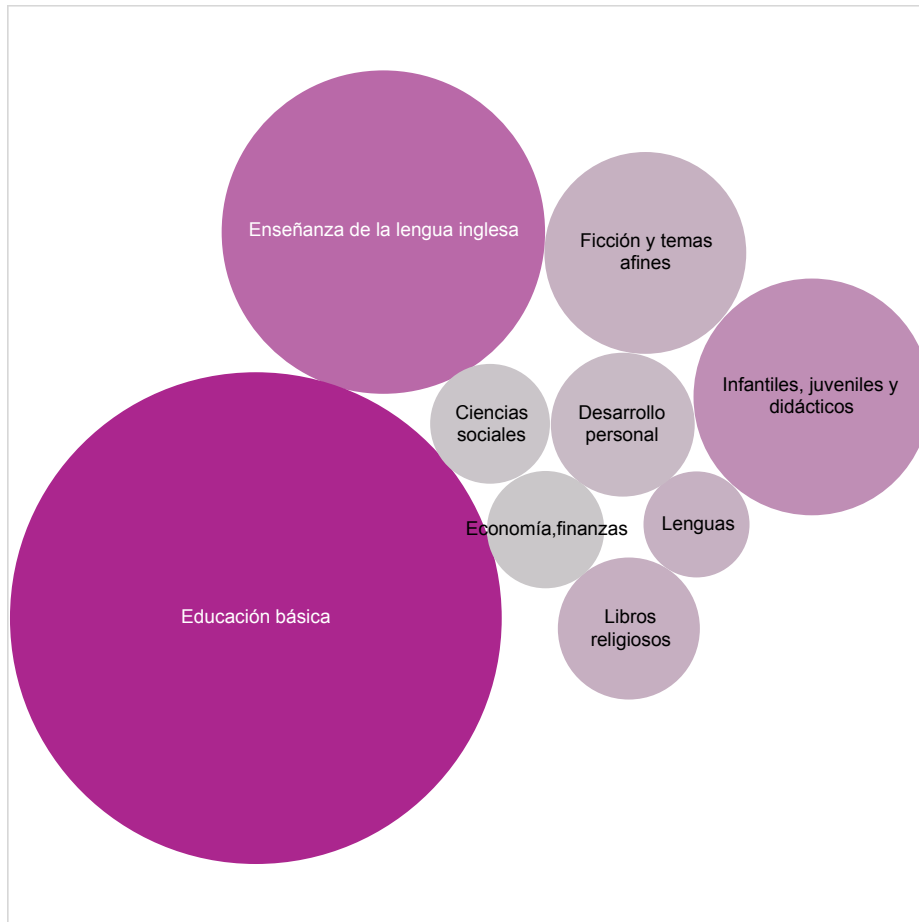 Enseñanza de la lengua inglesa
Ficción y temas
afines
Infantiles, juveniles y
didácticos
Ciencias
sociales
Desarrollo
personal
Economía,finanzas
Lenguas
Educación básica
Libros
religiosos